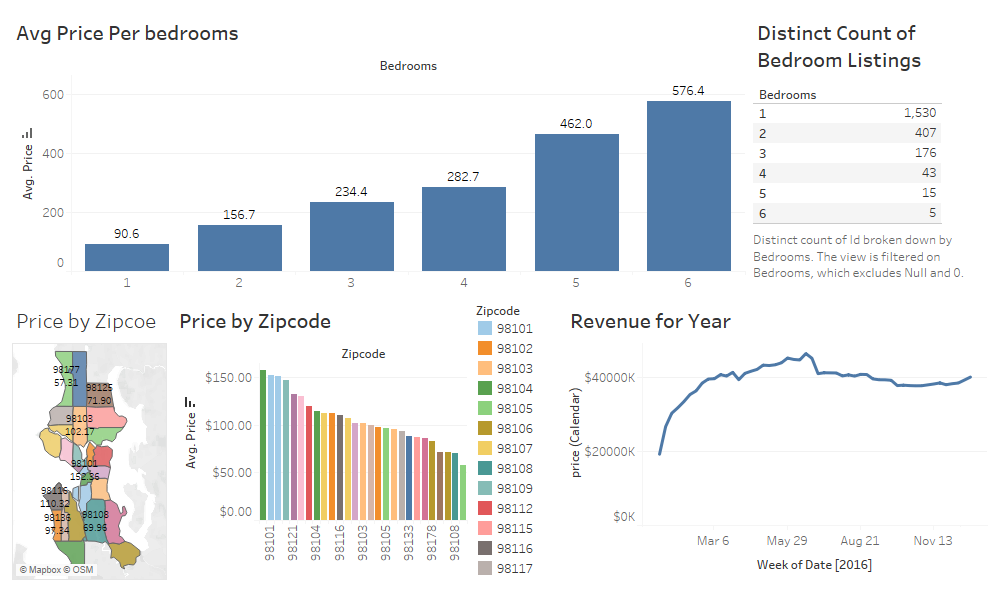 Avg Price Per bedrooms
Bedrooms
Avg. Price
600
400
200
0
90.6
156.7
234.4
282.7
462.0
576.4
1
2
3
4
5
6
Distinct Count of
Bedroom Listings
Bedrooms
1 1,530
2 407
3 176
4 43
5 15
6 5
Distinct count of Id broken down by
Bedrooms. The view is filtered on
Bedrooms, which excludes Null and 0.
Price by Zipcoe
98177
57.31
98125
71.90
98103
102.17
98101
152.36
98116
110.32
98136
97.34
98108
69.96
© Mapbox © OSM
Price by Zipcode
Zipcode
Avg. Price
$150.00
$100.00
$50.00
$0.00
98101
98121
98104
98116
98103
98105
98133
98178
98108
Zipcode
98101
98102
98103
98104
98105
98106
98107
98108
98109
98112
98115
98116
98117
Revenue for Year
price (Calendar)
$40000K
$20000K
$0K
Mar 6
May 29
Aug 21
Nov 13
Week of Date [2016]